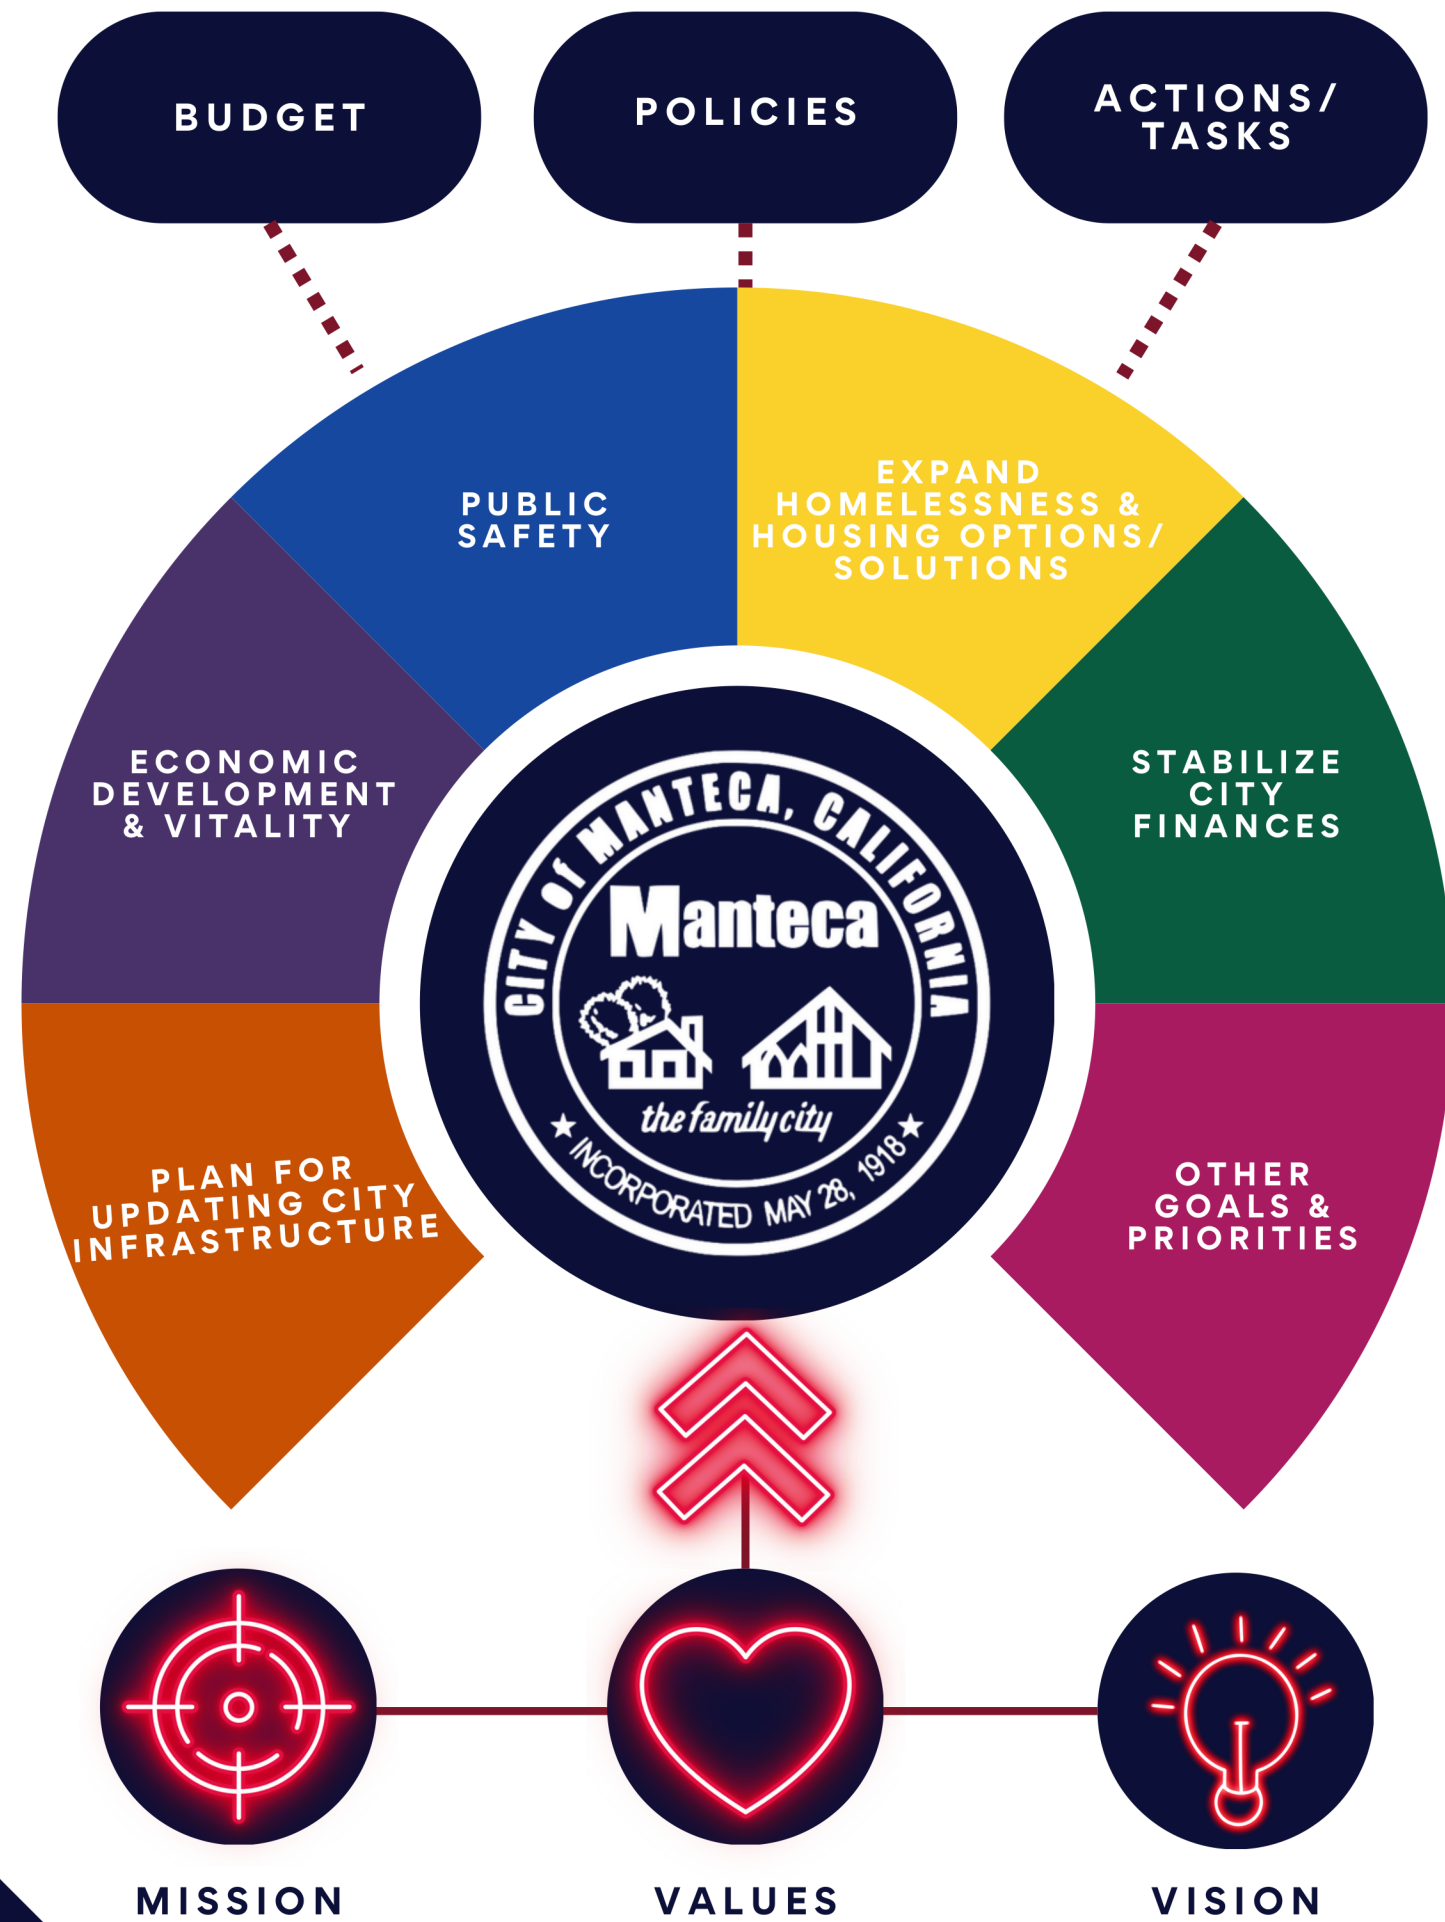 BUDGET
POLICIES
ACTIONS/
TASKS
PUBLIC
SAFETY
EXPAND
HOMELESSNESS &
HOUSING OPTIONS/
SOLUTIONS
ECONOMIC
DEVELOPMENT
& VITALITY
STABILIZE
CITY
FINANCES
CITY of MANTECA, CALIFORNIA
Manteca
the family city
INCORPORATED MAY 28, 1918
PLAN FOR
UPDATING CITY
INFRASTRUCTURE
OTHER
GOALS &
PRIORITIES
MISSION
VALUES
VISION